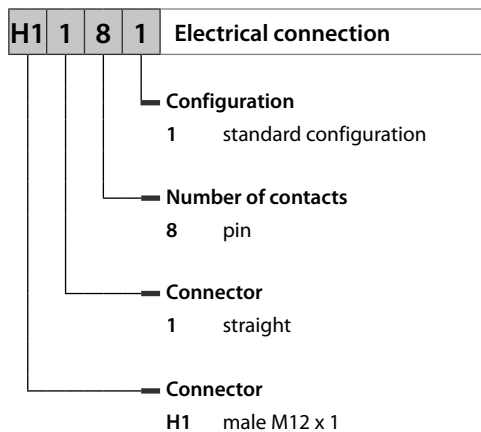 H1 1 8 1 Electrical connection
Configuration
1 standard configuration
Number of contacts
8 pin
Connector
1 straight
Connector
H1 male M12 x 1